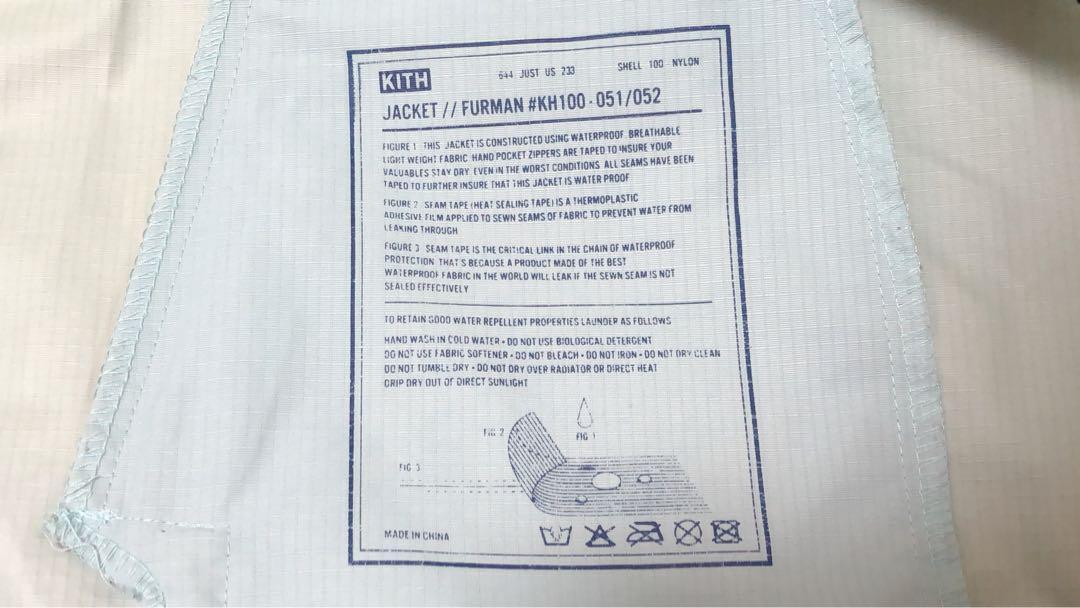 KITH
644 JUST US 233
SHELL 100 NYLON
JACKET // FURMAN #KH100 - 051/052
FIGURE 1 THIS JACKET IS CONSTRUCTED USING WATERPROOF BREATHABLE
LIGHT WEIGHT FABRIC HAND POCKET ZIPPERS ARE TAPED TO INSURE YOUR
VALUABLES STAY DRY EVEN IN THE WORST CONDITIONS ALL SEAMS HAVE BEEN
TAPED TO FURTHER INSURE THAT THIS JACKET IS WATER PROOF
FIGURE 2 SEAM TAPE (HEAT SEALING TAPE) IS A THERMOPLASTIC
ADHESIVE FILM APPLIED TO SEWN SEAMS OF FABRIC TO PREVENT WATER FROM
LEAKING THROUGH
FIGURE 3 SEAM TAPE IS THE CRITICAL LINK IN THE CHAIN OF WATERPROOF
PROTECTION THAT'S BECAUSE A PRODUCT MADE OF THE BEST
WATERPROOF FABRIC IN THE WORLD WILL LEAK IF THE SEWN SEAM IS NOT
SEALED EFFECTIVELY
TO RETAIN GOOD WATER REPELLENT PROPERTIES LAUNDER AS FOLLOWS
HAND WASH IN COLD WATER - DO NOT USE BIOLOGICAL DETERGENT
DO NOT USE FABRIC SOFTENER - DO NOT BLEACH - DO NOT IRON - DO NOT DRY CLEAN
DO NOT TUMBLE DRY - DO NOT DRY OVER RADIATOR OR DIRECT HEAT
DRIP DRY OUT OF DIRECT SUNLIGHT
FIG 2
FIG 1
FIG 3
MADE IN CHINA